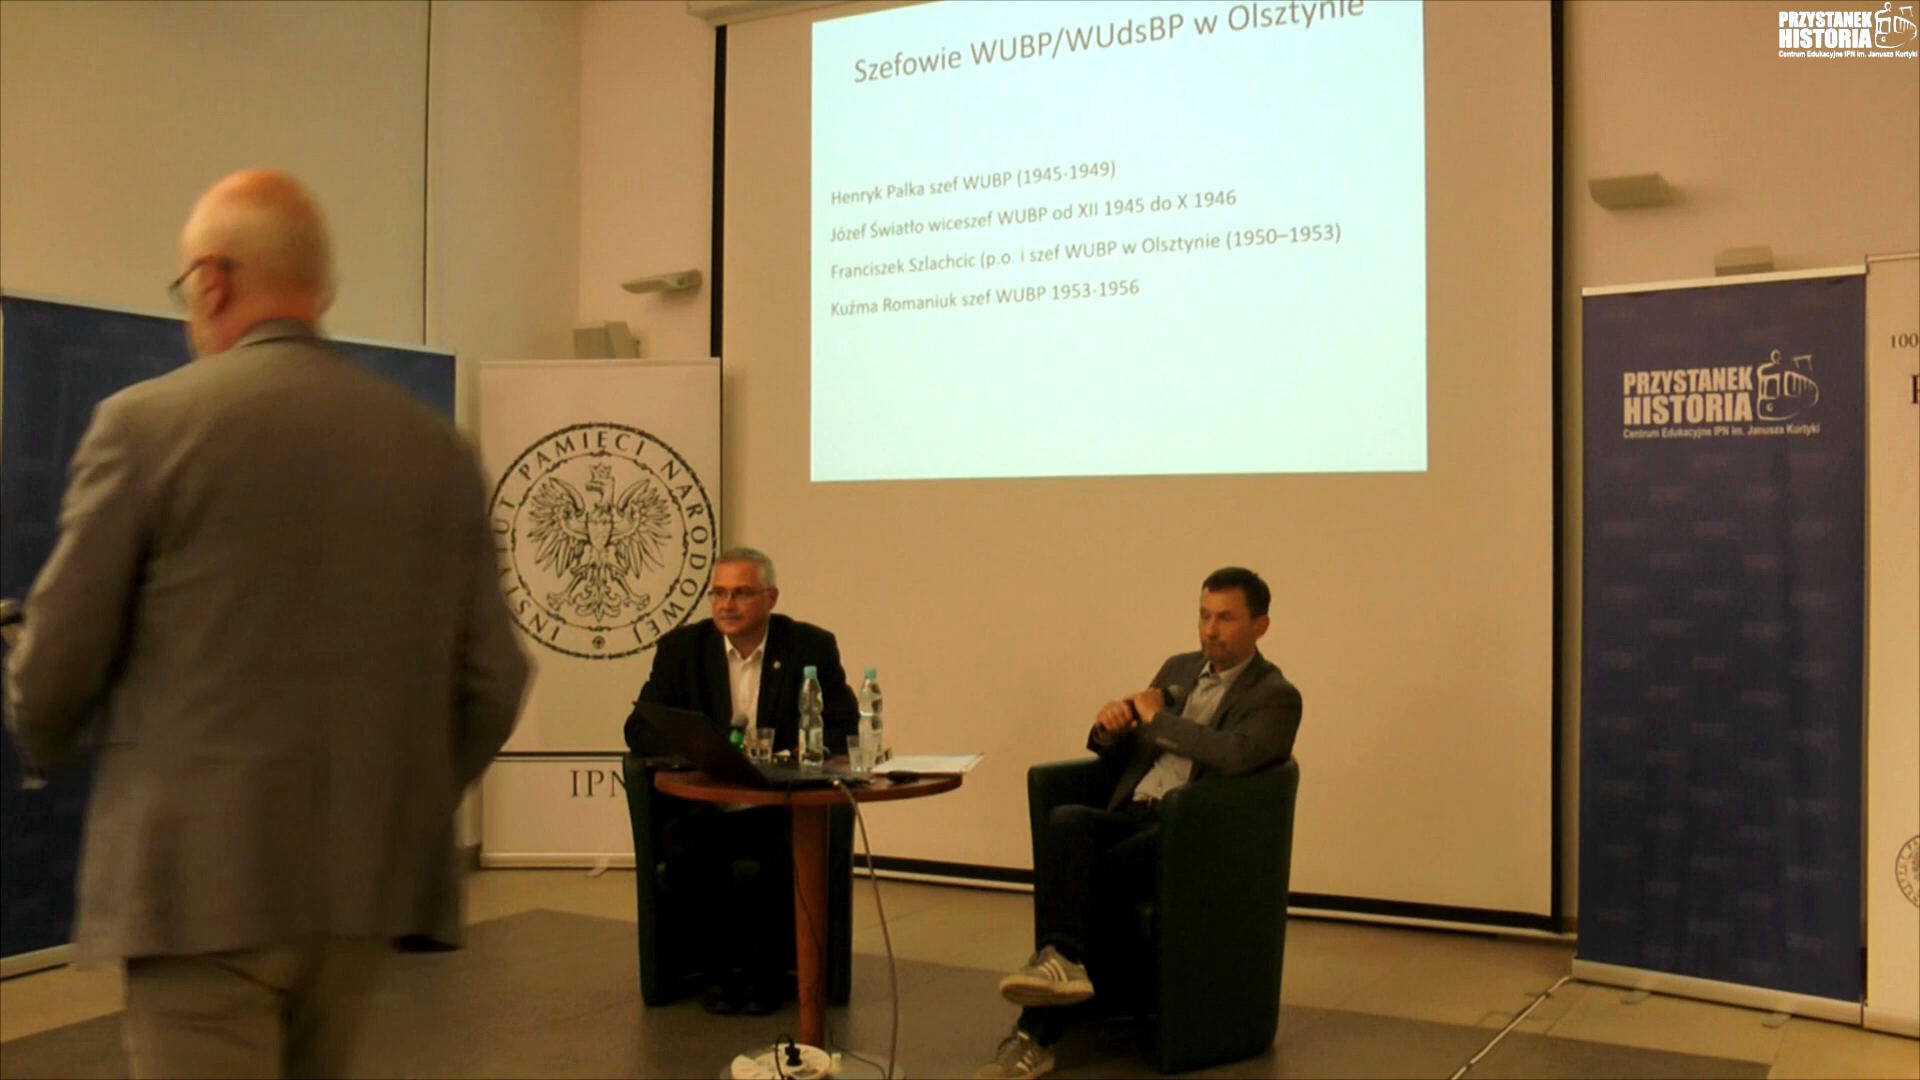 PRZYSTANEK
HISTORIA
Centrum Edukacyjne IPN im. Janusza Kurtyki
Szefowie WUBP/WUdsBP w Olsztynie
Henryk Palka szef WUBP (1945-1949)
Józef Światło wiceszef WUBP od XII 1945 do X 1946
Franciszek Szlachcic (p.o. i szef WUBP w Olsztynie (1950–1953)
Kuźma Romaniuk szef WUBP 1953-1956
INSTYTUT PAMIĘCI NARODOWEJ
IPN
PRZYSTANEK
HISTORIA
Centrum Edukacyjne IPN im. Janusza Kurtyki
100